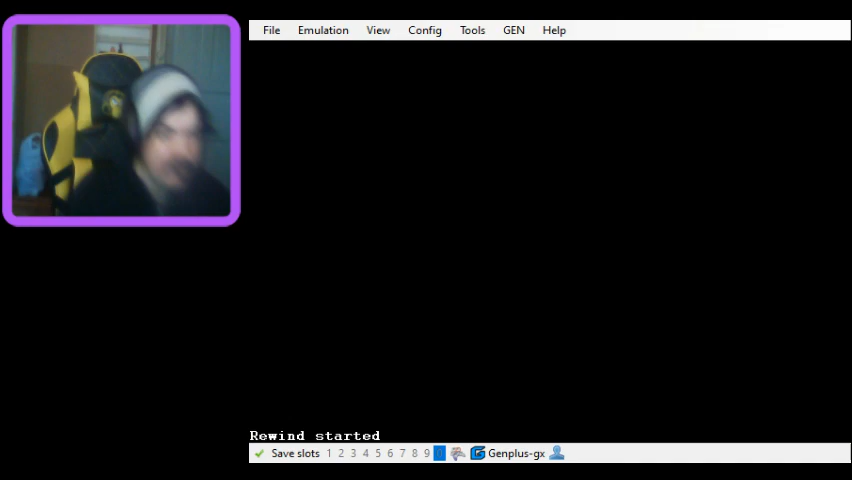 File Emulation View Config Tools GEN Help
Rewind started
Save slots 1 2 3 4 5 6 7 8 9 0 Genplus-gx